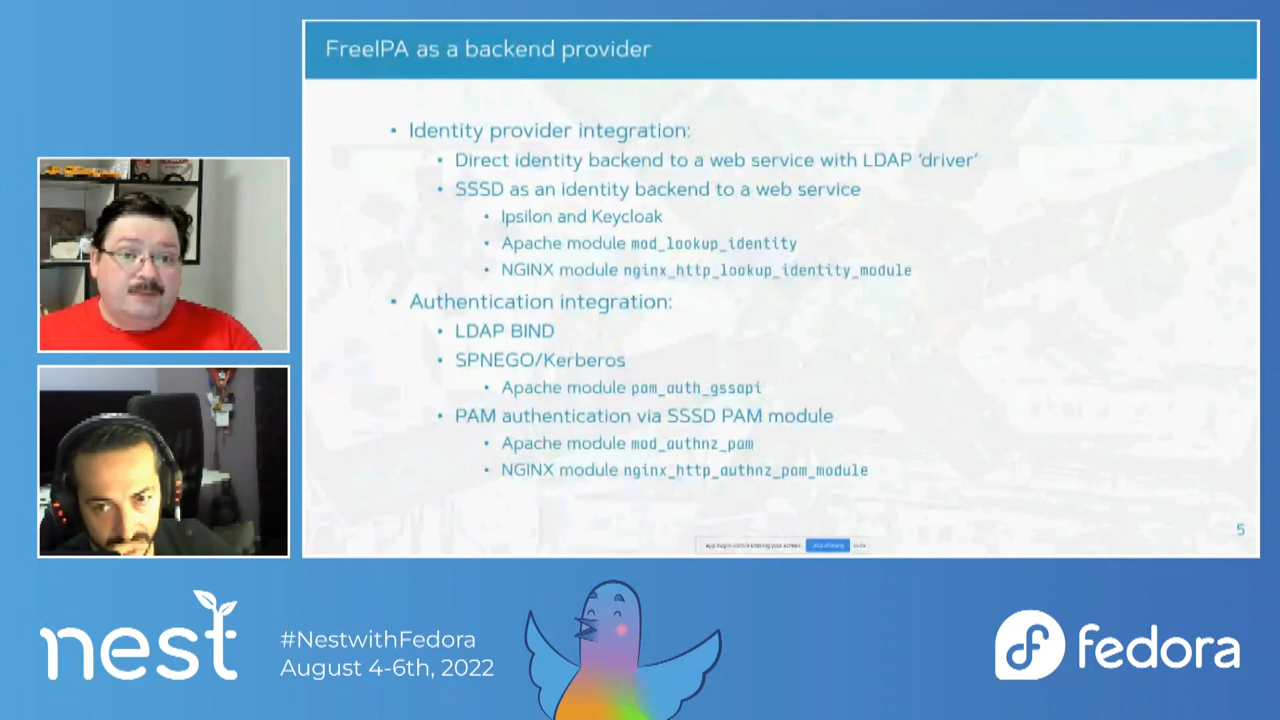 FreeIPA as a backend provider
• Identity provider integration:
• Direct identity backend to a web service with LDAP 'driver'
• SSSD as an identity backend to a web service
• Ipsilon and Keycloak
• Apache module mod_lookup_identity
• NGINX module nginx_http_lookup_identity_module
• Authentication integration:
• LDAP BIND
• SPNEGO/Kerberos
• Apache module pam_auth_gssapi
• PAM authentication via SSSD PAM module
• Apache module mod_authnz_pam
• NGINX module nginx_http_authnz_pam_module
5
sharing your screen.
nest
#NestwithFedora
August 4-6th, 2022
fedora